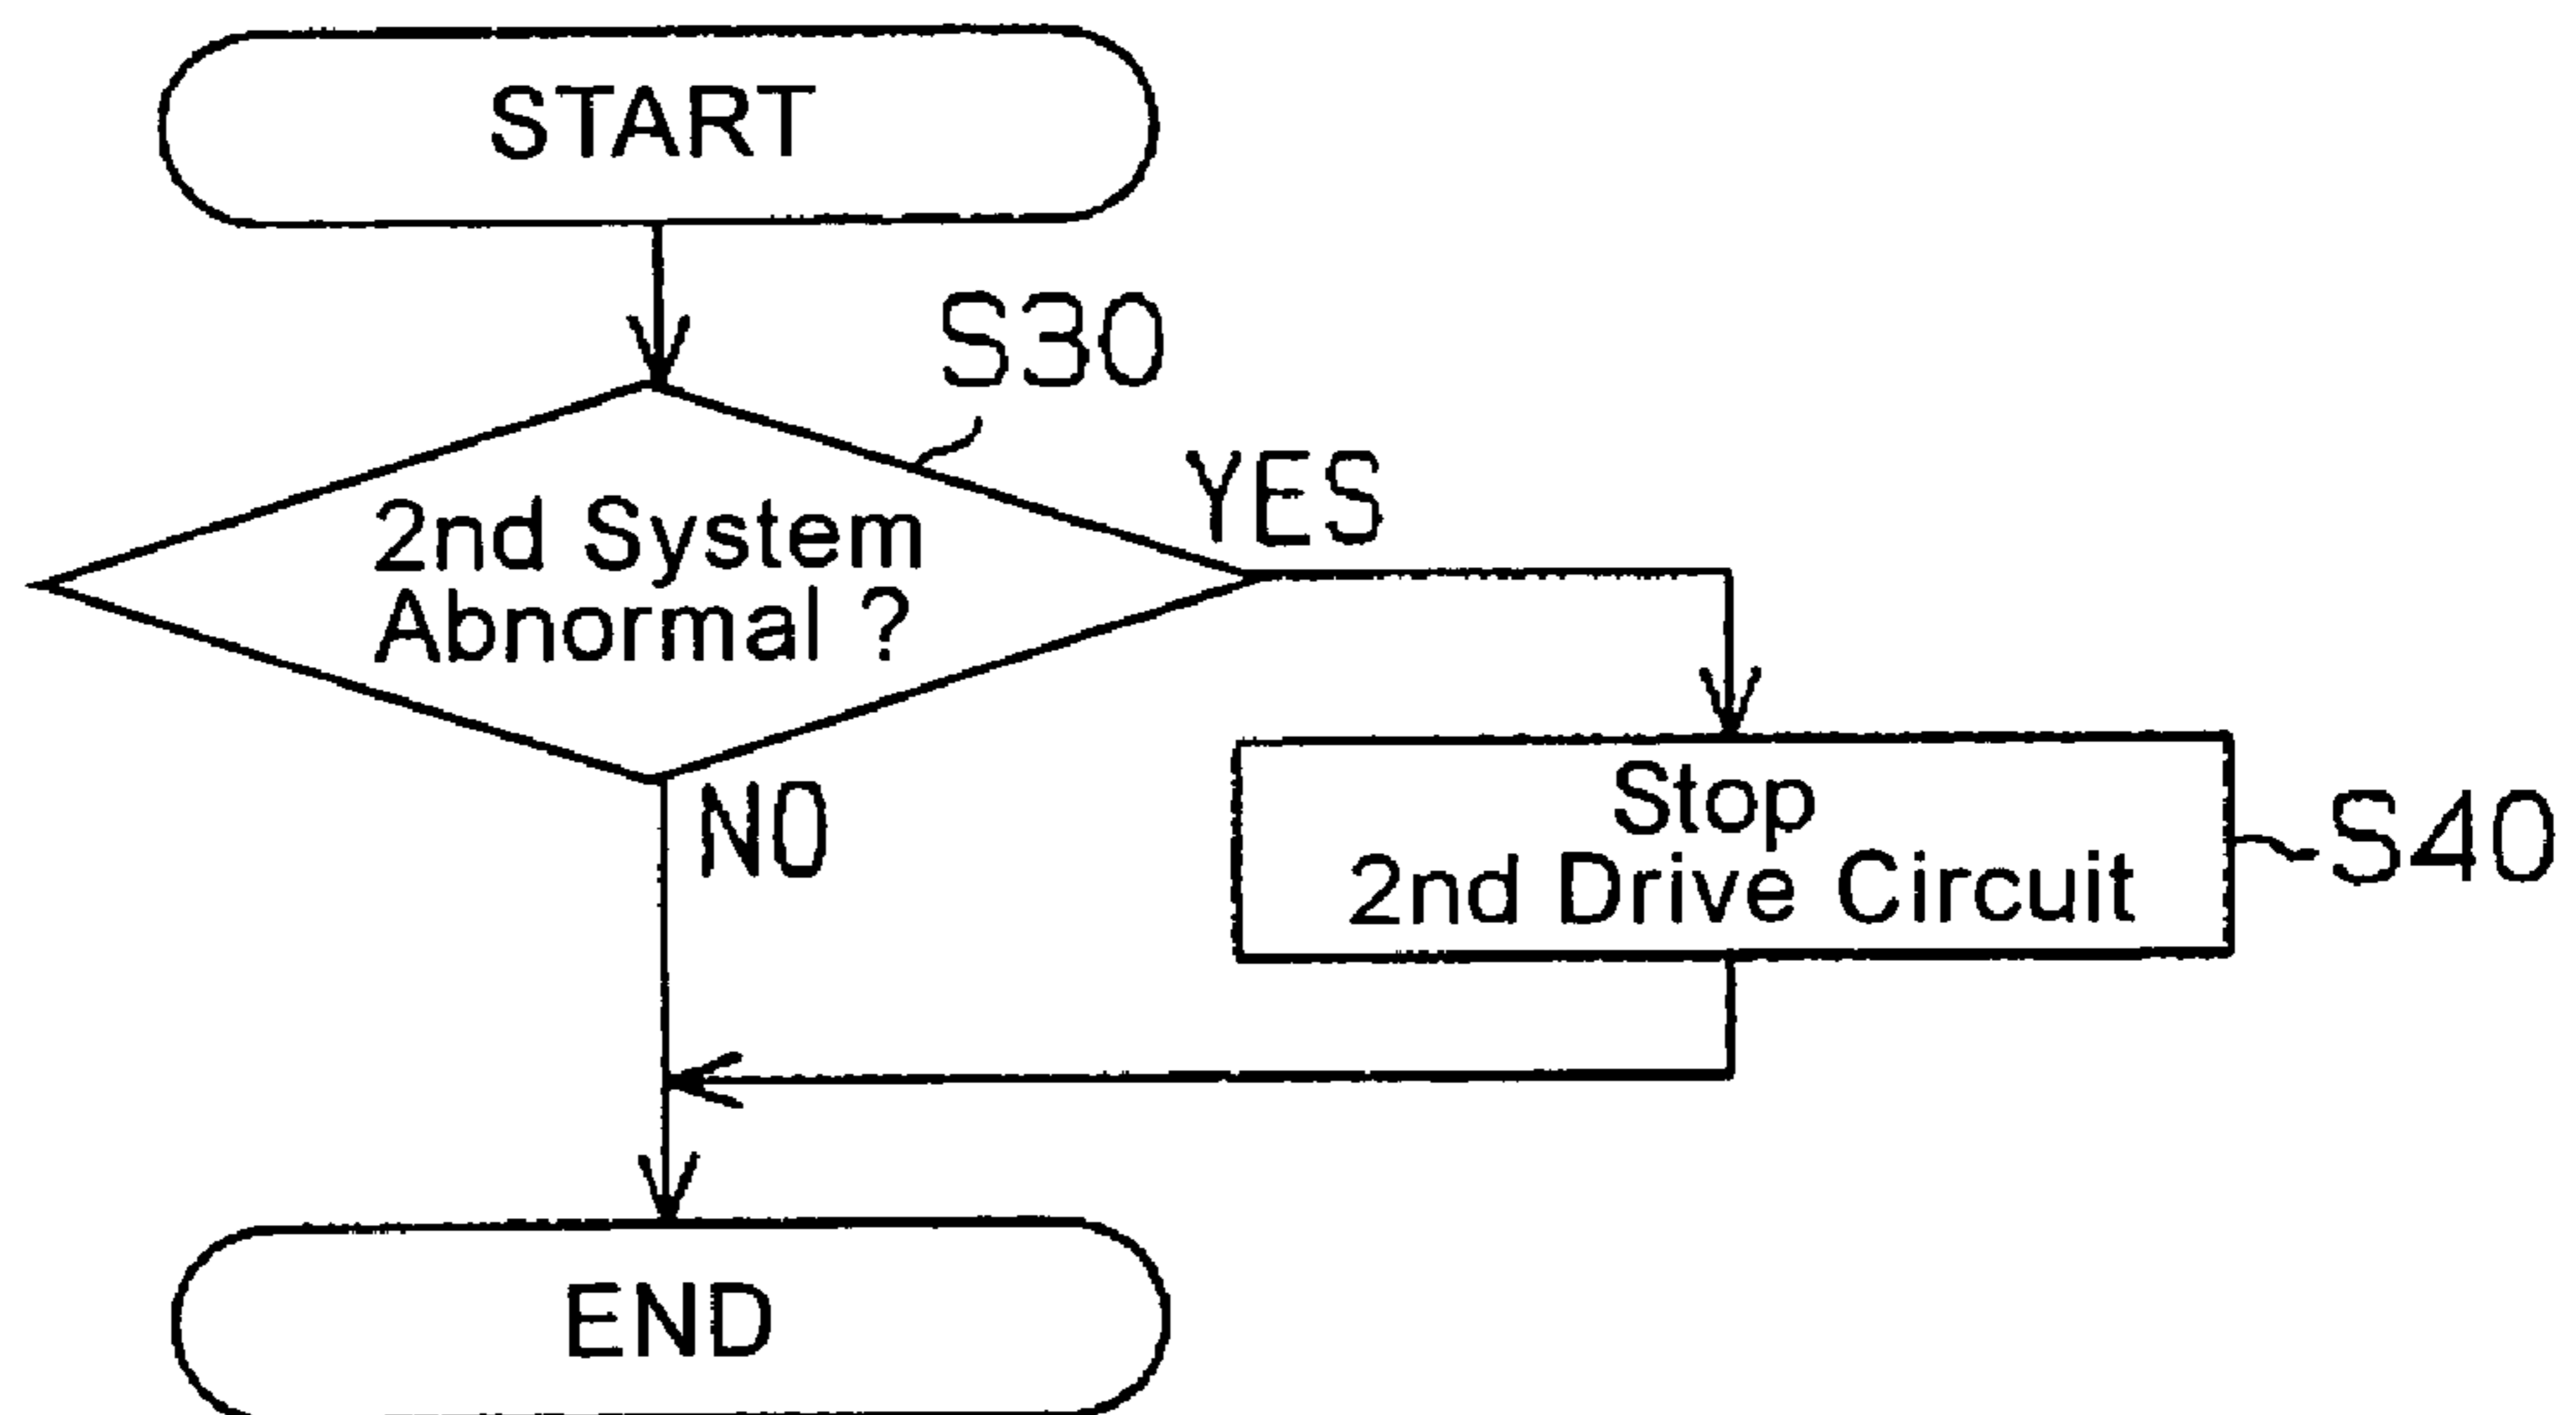 START
S30
YES
2nd System
Abnormal ?
NO
Stop
2nd Drive Circuit
S40
END